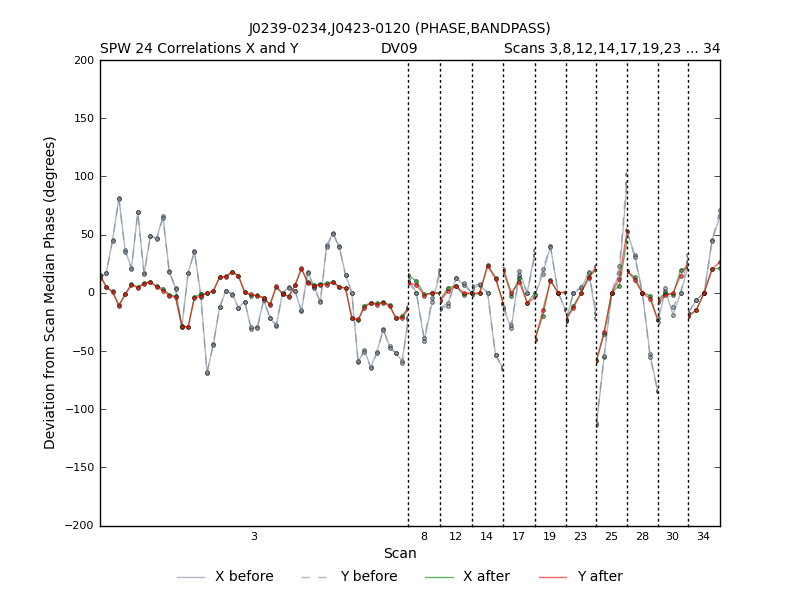 J0239-0234,J0423-0120 (PHASE,BANDPASS)
SPW 24 Correlations X and Y DV09 Scans 3,8,12,14,17,19,23 ... 34
200
150
100
50
0
−50
−100
−150
−200
Deviation from Scan Median Phase (degrees)
3 8 12 14 17 19 23 25 28 30 34
Scan
X before Y before X after Y after